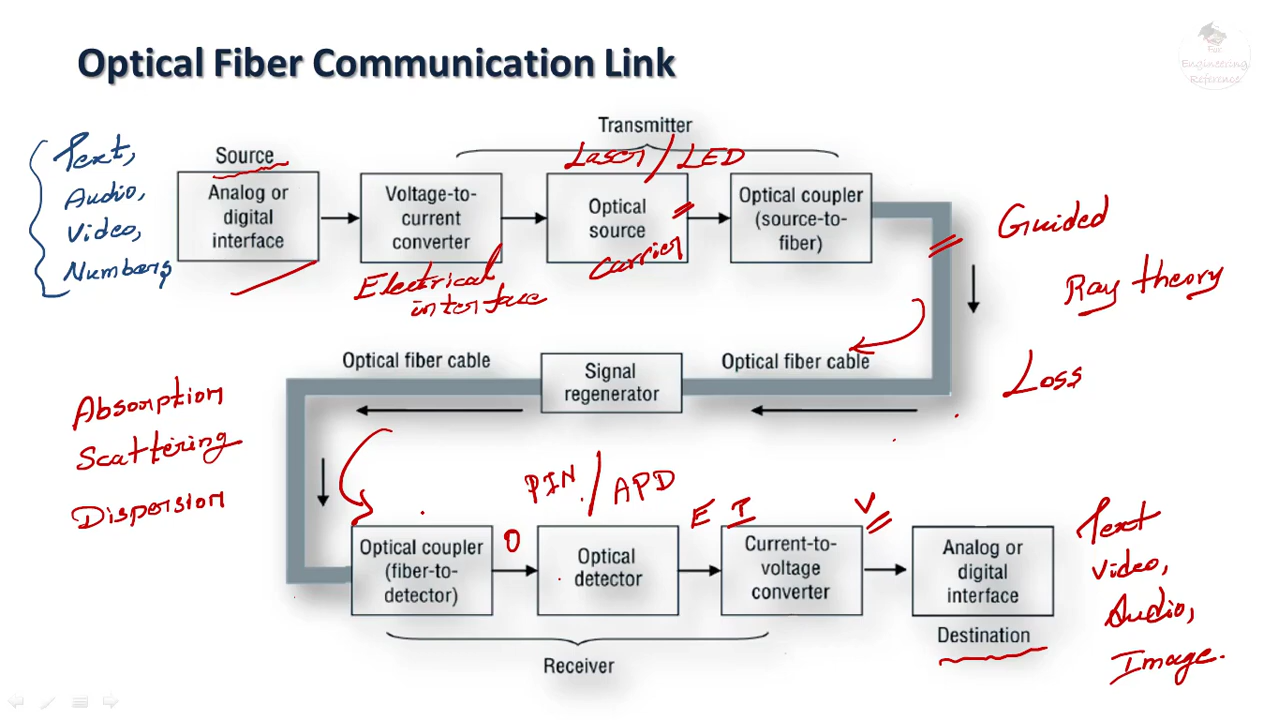 For
Engineering
Reference
Optical Fiber Communication Link
Transmitter
Laser / LED
Text,
Audio,
Video,
Numbers
Source
Analog or
digital
interface
Voltage-to-
current
converter
Electrical
interface
Optical
source
Carrier
Optical coupler
(source-to-
fiber)
Guided
Ray theory
Loss
Optical fiber cable
Signal
regenerator
Optical fiber cable
Absorption
Scattering
Dispersion
PIN / APD
Optical coupler
(fiber-to-
detector)
O
Optical
detector
E I
Current-to-
voltage
converter
V
Analog or
digital
interface
Destination
Receiver
Text
Video,
Audio,
Image.